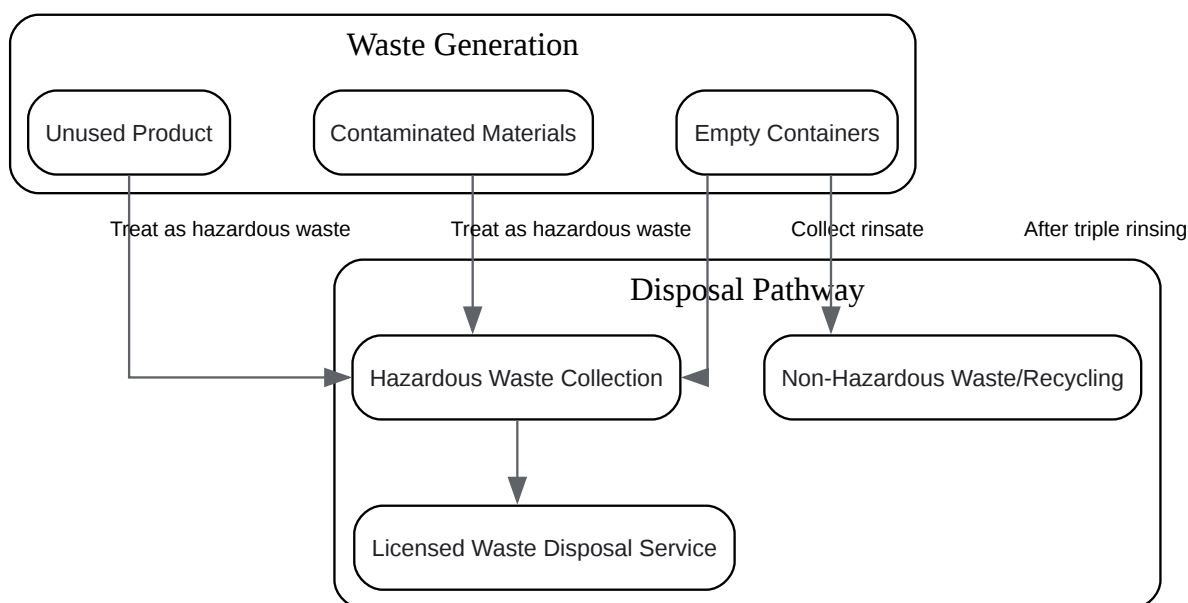 Waste Generation
Unused Product
Contaminated Materials
Empty Containers
Treat as hazardous waste
Treat as hazardous waste
Collect rinsate
After triple rinsing
Disposal Pathway
Hazardous Waste Collection
Non-Hazardous Waste/Recycling
Licensed Waste Disposal Service